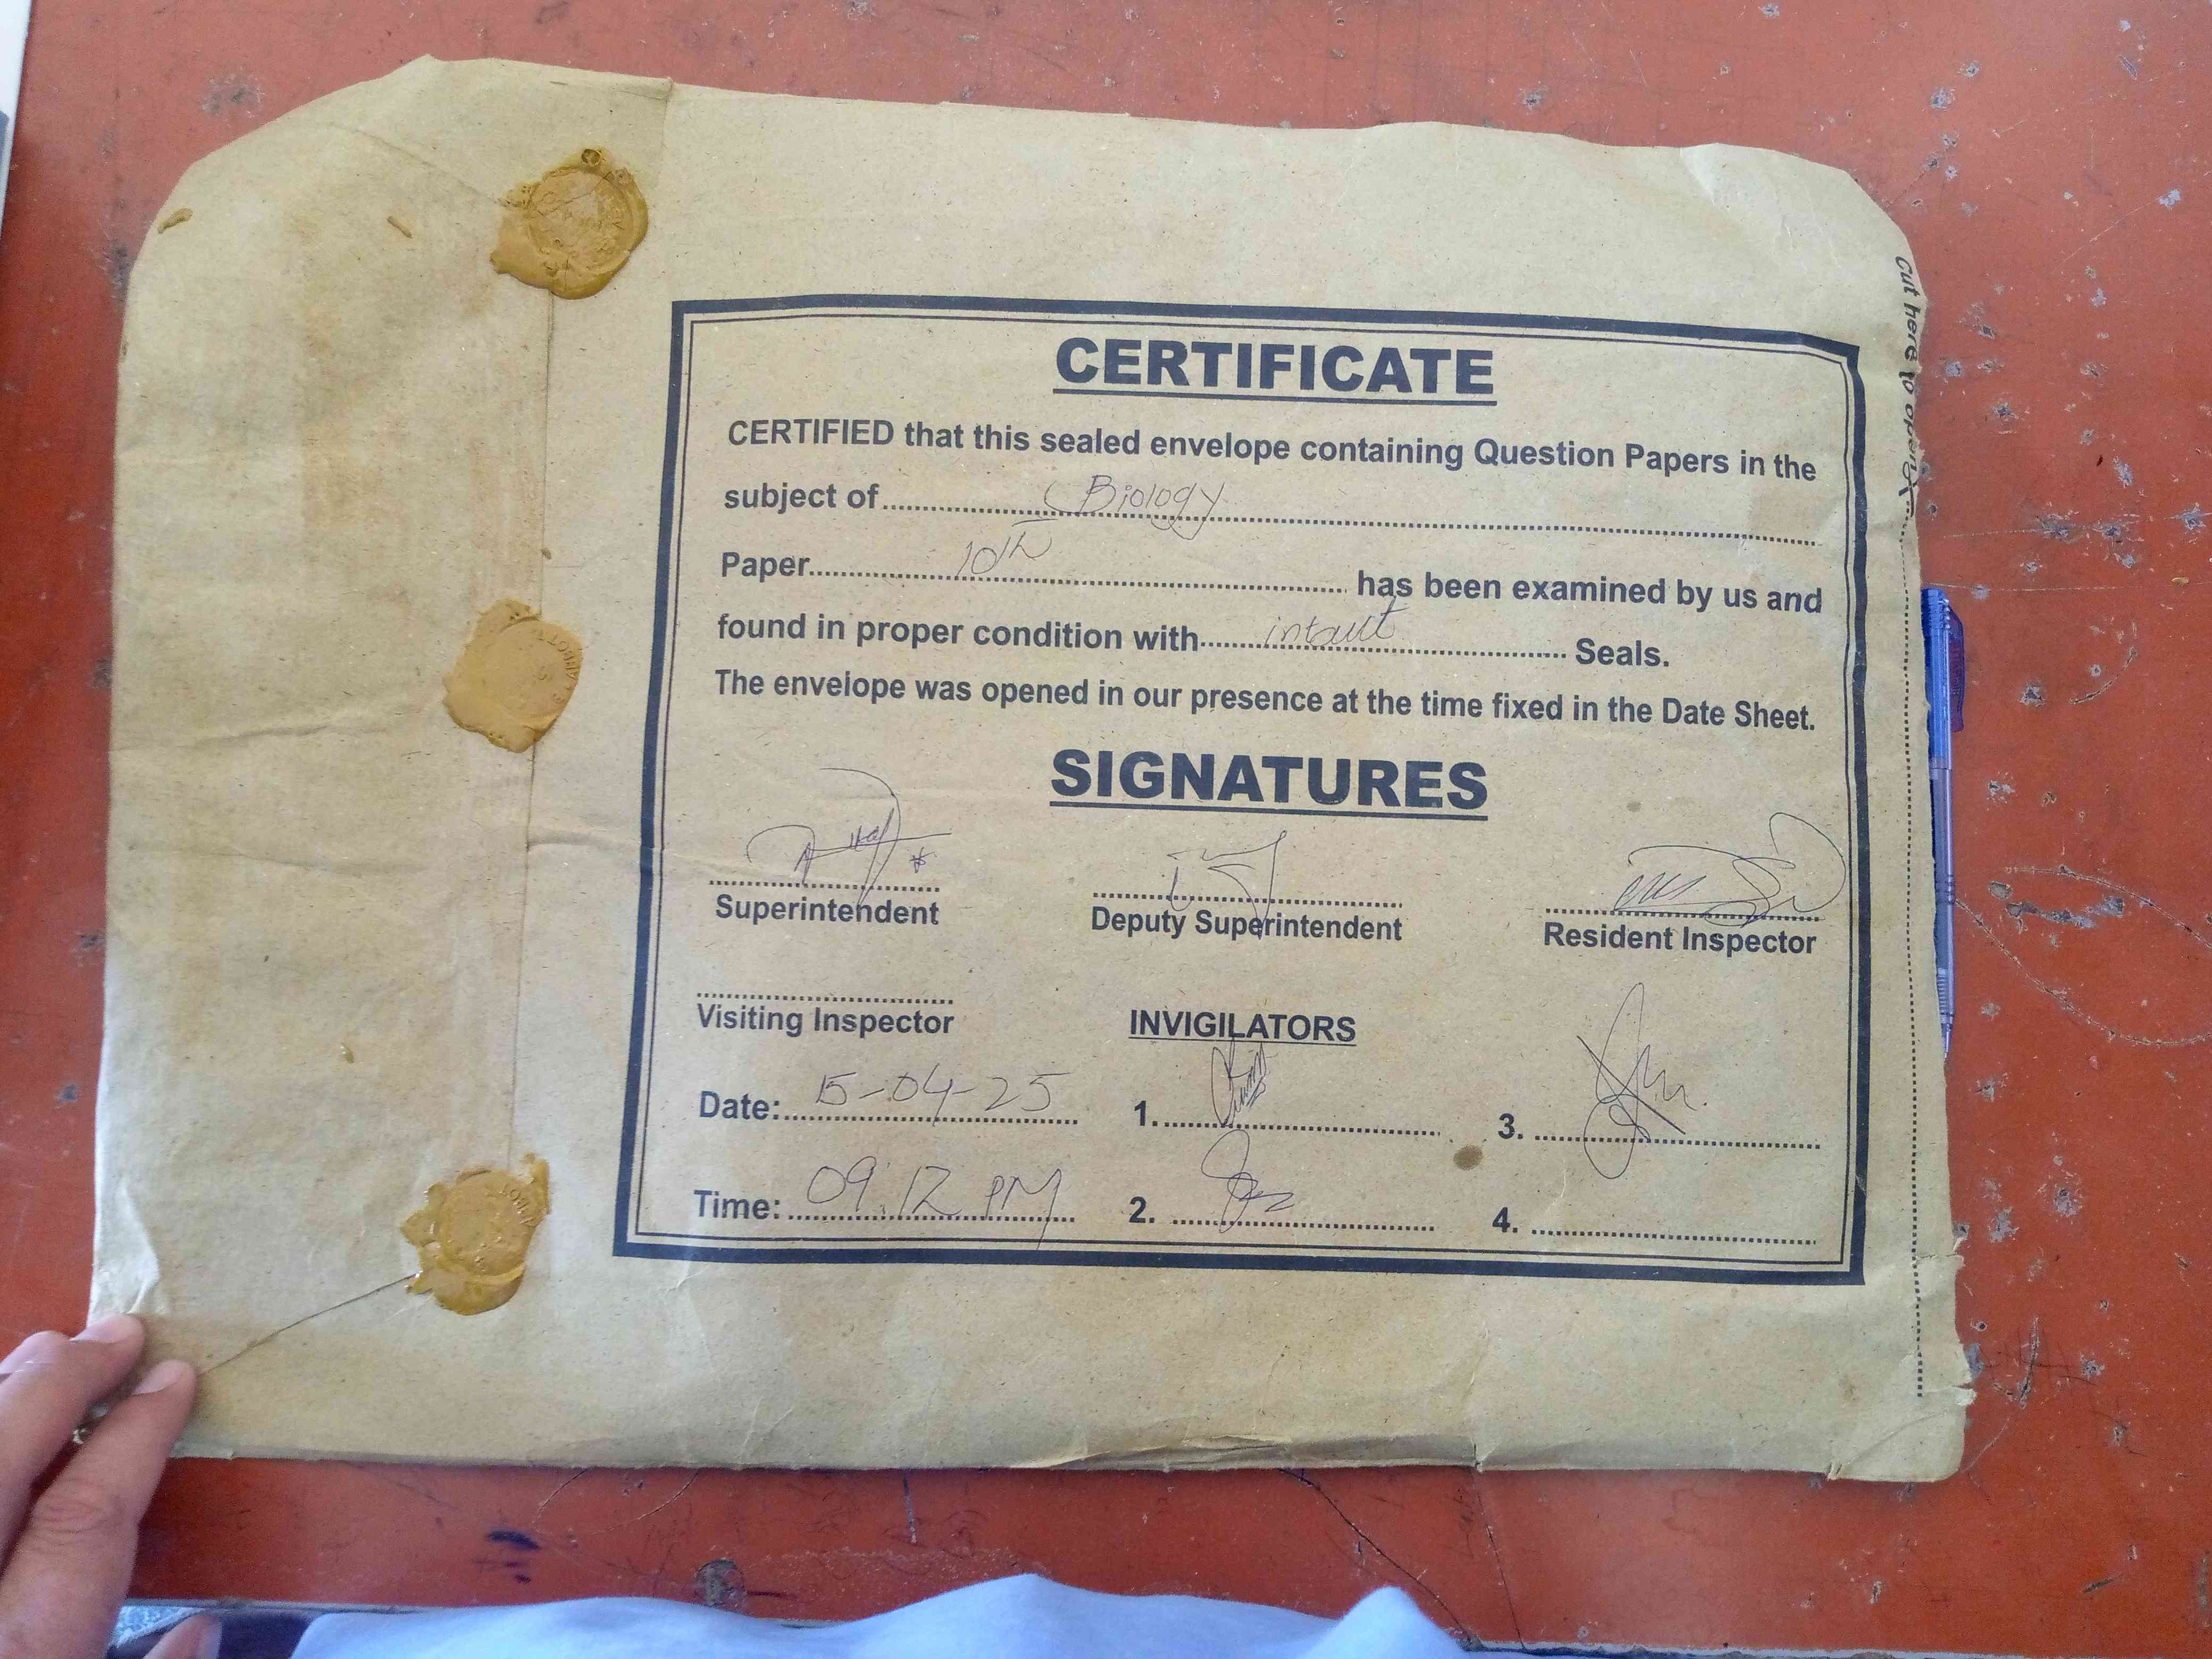 Cut here to open
CERTIFICATE
CERTIFIED that this sealed envelope containing Question Papers in the
subject of Biology
Paper 10th has been examined by us and
found in proper condition with intact Seals.
The envelope was opened in our presence at the time fixed in the Date Sheet.
SIGNATURES
Superintendent Deputy Superintendent Resident Inspector
Visiting Inspector INVIGILATORS
Date: 15-04-25 1. 3.
Time: 09:12 PM 2. 4.